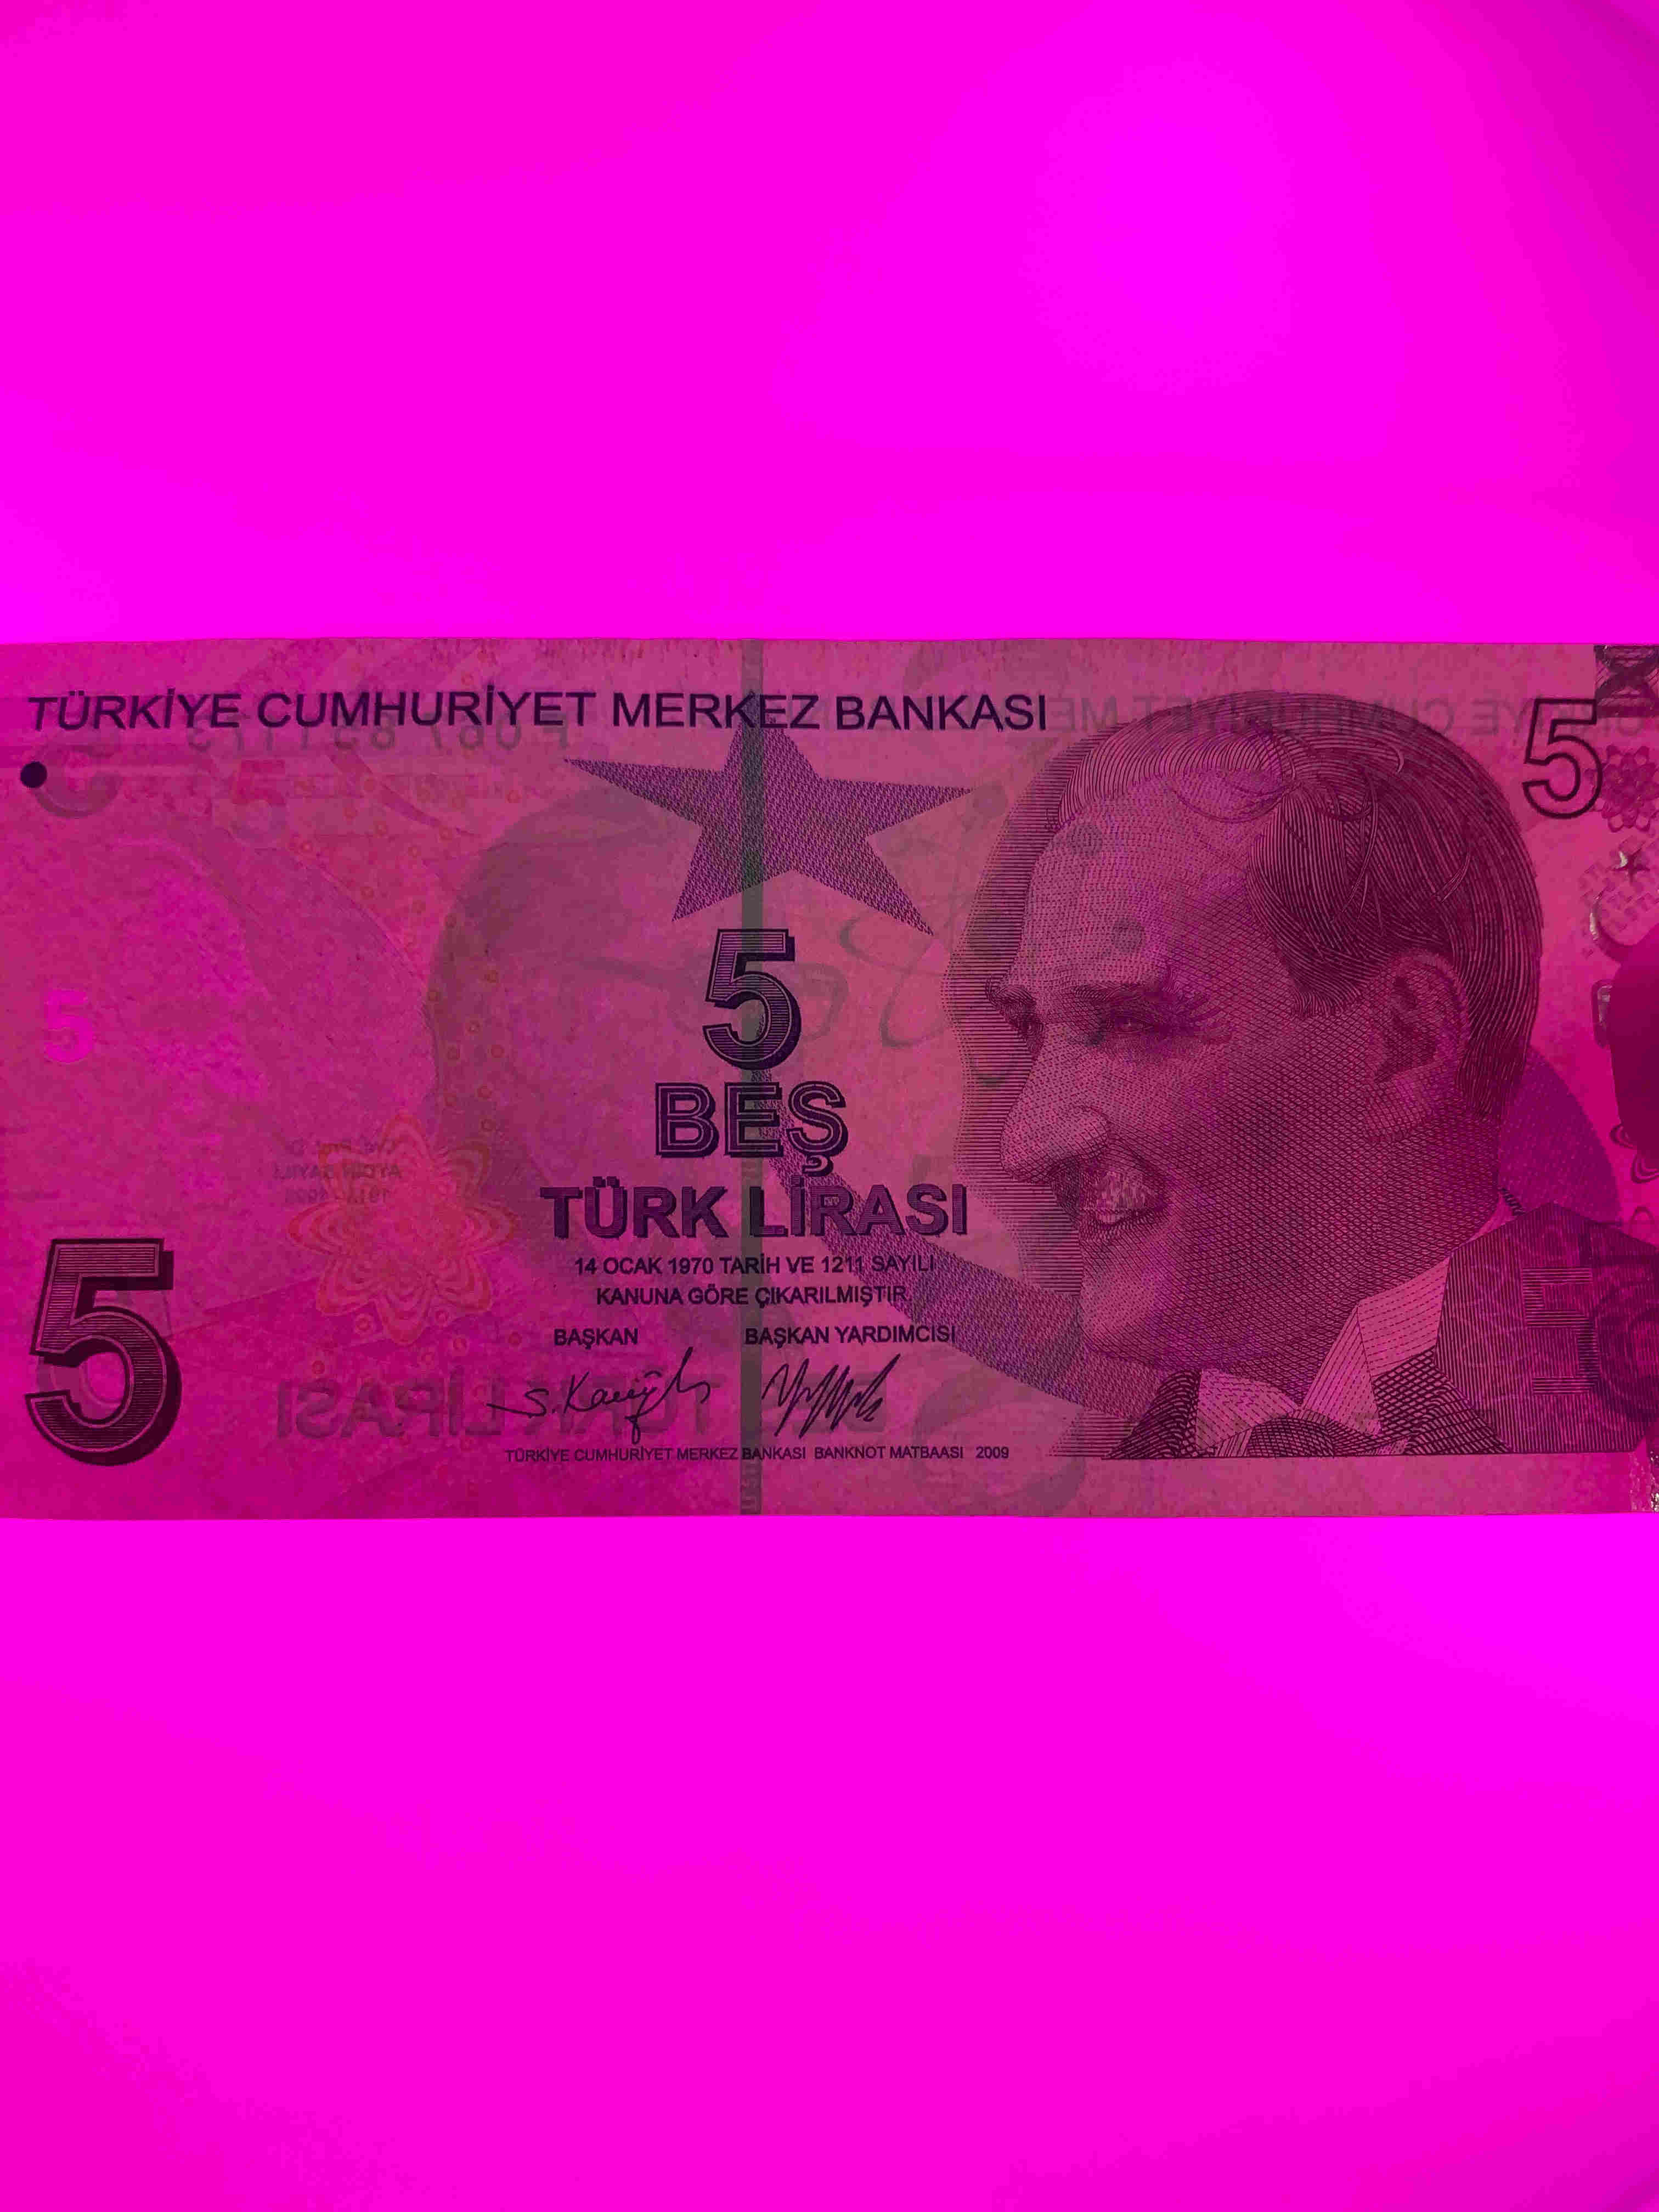 TÜRKİYE CUMHURİYET MERKEZ BANKASI
5
5
5
5
BEŞ
TÜRK LİRASI
14 OCAK 1970 TARİH VE 1211 SAYILI
KANUNA GÖRE ÇIKARILMIŞTIR.
BAŞKAN BAŞKAN YARDIMCISI
TÜRKİYE CUMHURİYET MERKEZ BANKASI BANKNOT MATBAASI 2009